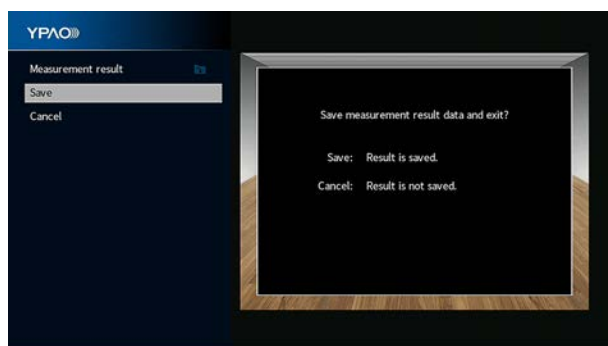 YPAO
Measurement result
Save
Cancel
Save measurement result data and exit?
Save: Result is saved.
Cancel: Result is not saved.